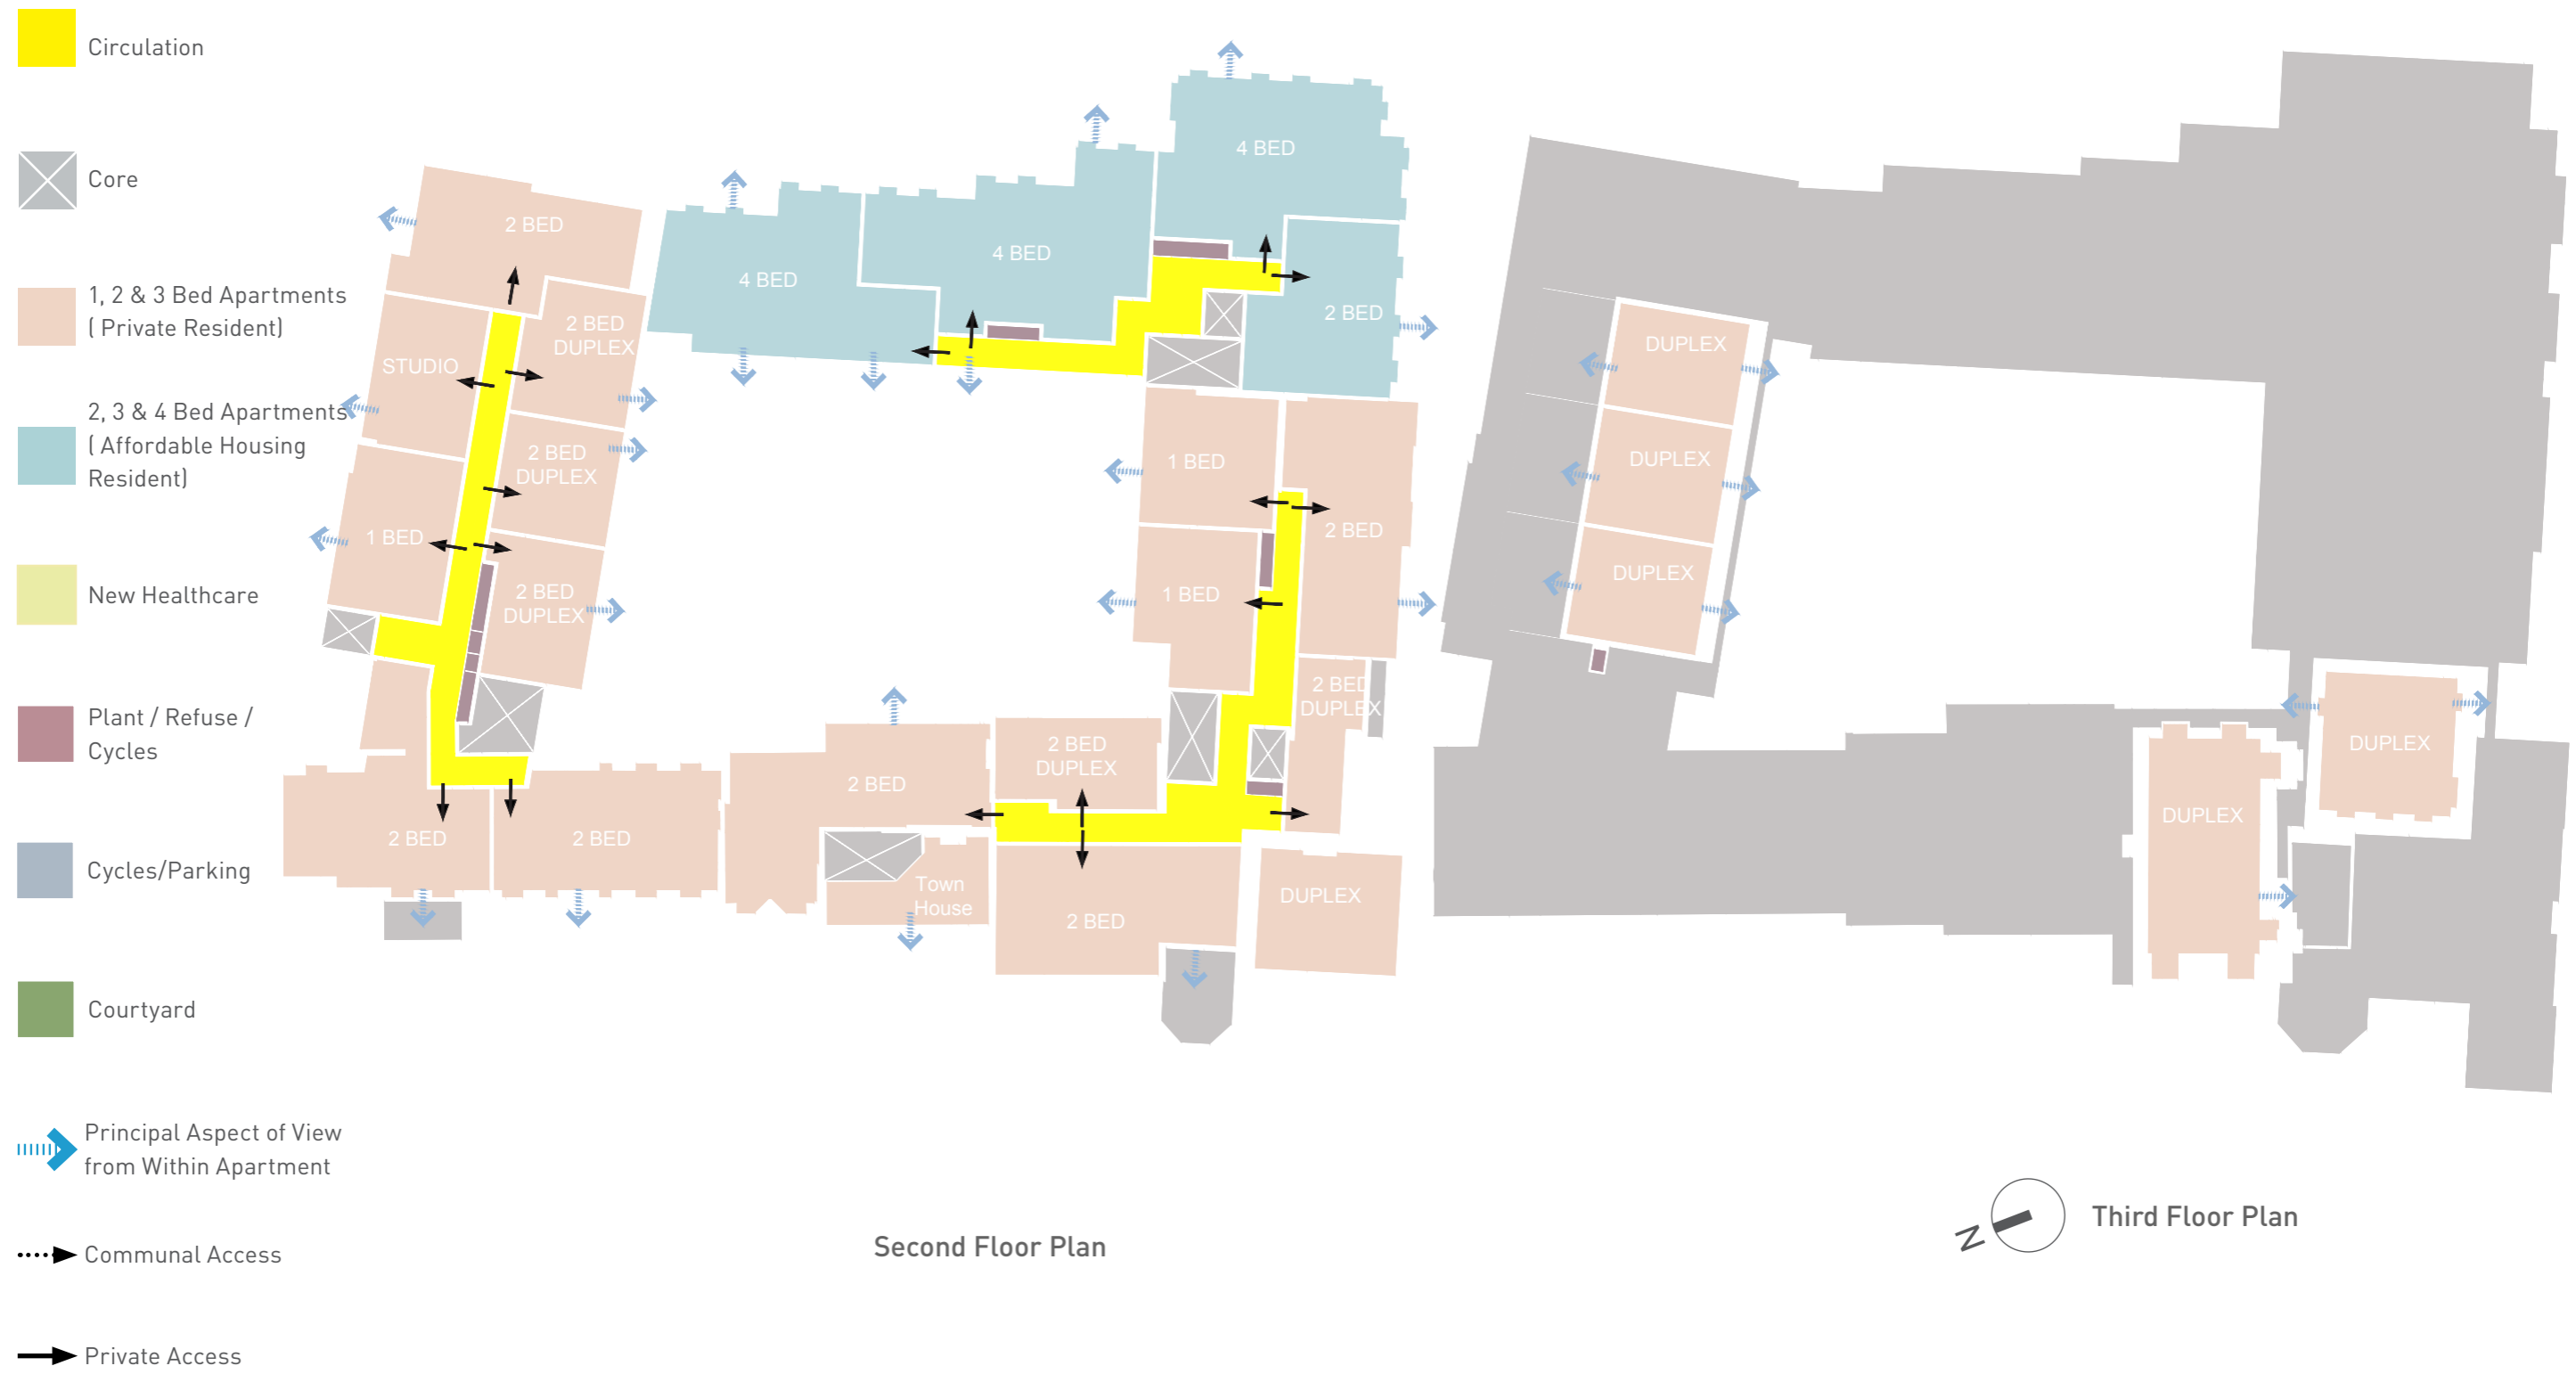 Circulation
Core
1, 2 & 3 Bed Apartments
( Private Resident)
2, 3 & 4 Bed Apartments
( Affordable Housing
Resident)
New Healthcare
Plant / Refuse /
Cycles
Cycles/Parking
Courtyard
Principal Aspect of View
from Within Apartment
Communal Access
Private Access
2 BED
STUDIO
2 BED
DUPLEX
2 BED
DUPLEX
1 BED
2 BED
DUPLEX
2 BED
2 BED
4 BED
4 BED
4 BED
2 BED
1 BED
2 BED
1 BED
2 BED
DUPLEX
2 BED
DUPLEX
2 BED
Town
House
2 BED
DUPLEX
Second Floor Plan
DUPLEX
DUPLEX
DUPLEX
DUPLEX
DUPLEX
N
Third Floor Plan